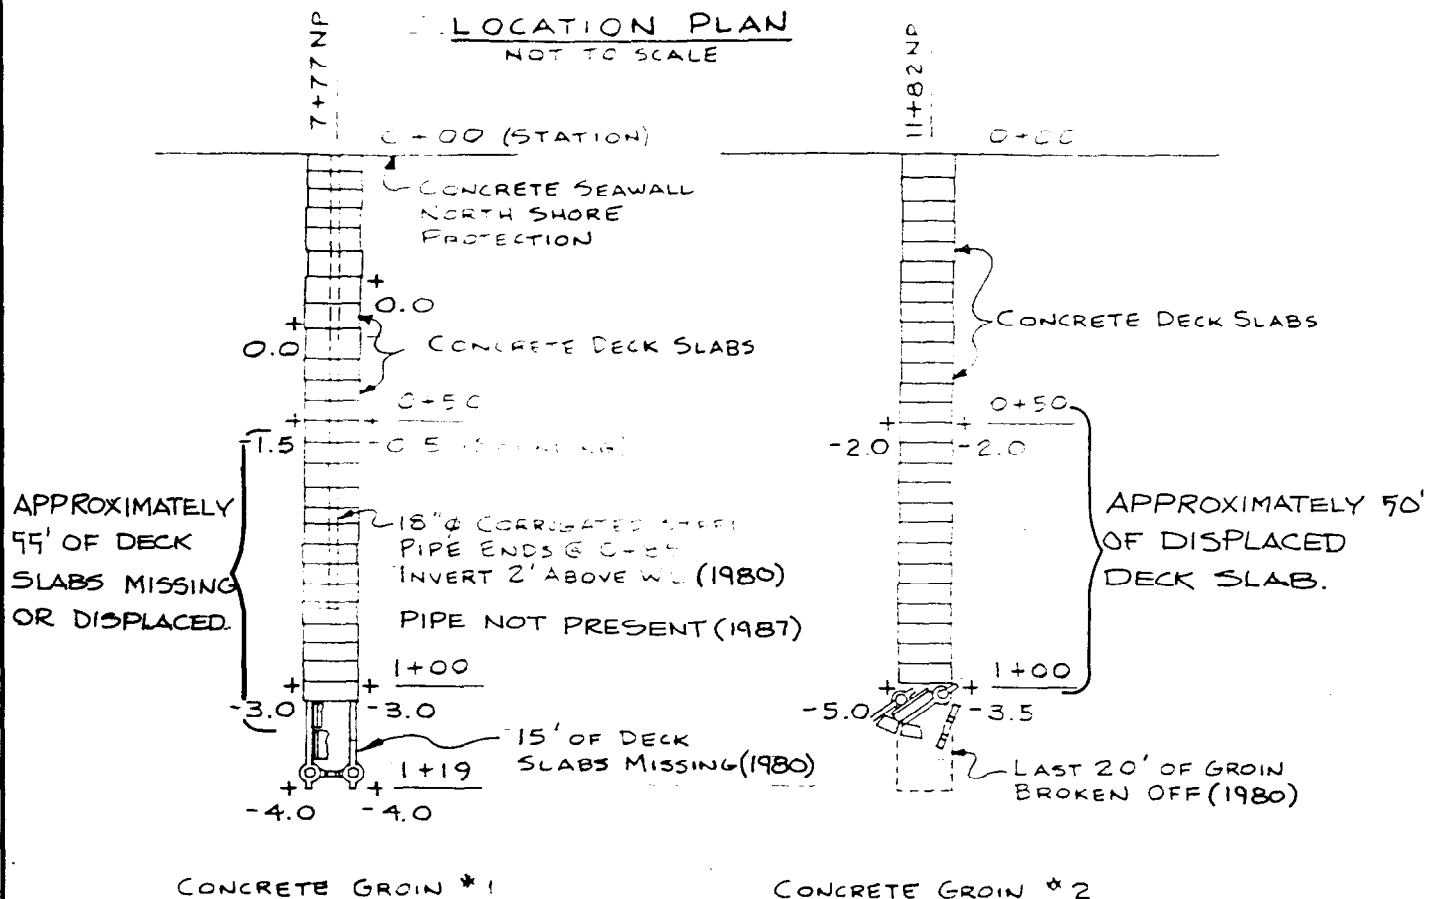 LOCATION PLAN
NOT TO SCALE
7+77 NP
11+82 NP
0+00 (STATION)
0+00
CONCRETE SEAWALL
NORTH SHORE
PROTECTION
+
0.0
+
0.0
CONCRETE DECK SLABS
CONCRETE DECK SLABS
0+50
+ +
-1.5
-0.5
0+50
+ +
-2.0
-2.0
APPROXIMATELY
55' OF DECK
SLABS MISSING
OR DISPLACED.
18"ø CORRUGATED STEEL
PIPE ENDS @
INVERT 2' ABOVE (1980)
PIPE NOT PRESENT (1987)
APPROXIMATELY 50'
OF DISPLACED
DECK SLAB.
1+00
+ +
-3.0
-3.0
1+00
+ +
-5.0
-3.5
15' OF DECK
SLABS MISSING (1980)
1+19
+ +
-4.0
-4.0
LAST 20' OF GROIN
BROKEN OFF (1980)
CONCRETE GROIN #1
CONCRETE GROIN #2